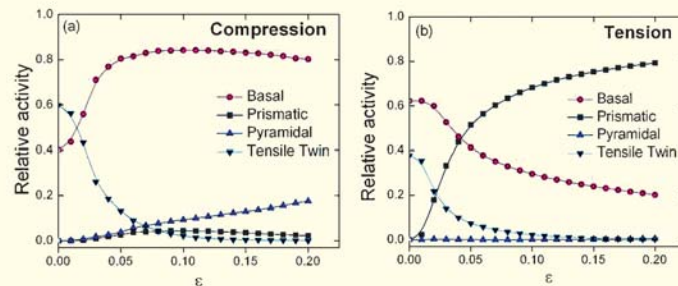 (a) Compression
Relative activity
1.0
0.8
0.6
0.4
0.2
0.0
Basal
Prismatic
Pyramidal
Tensile Twin
0.00 0.05 0.10 0.15 0.20
ε
(b) Tension
Relative activity
1.0
0.8
0.6
0.4
0.2
0.0
Basal
Prismatic
Pyramidal
Tensile Twin
0.00 0.05 0.10 0.15 0.20
ε